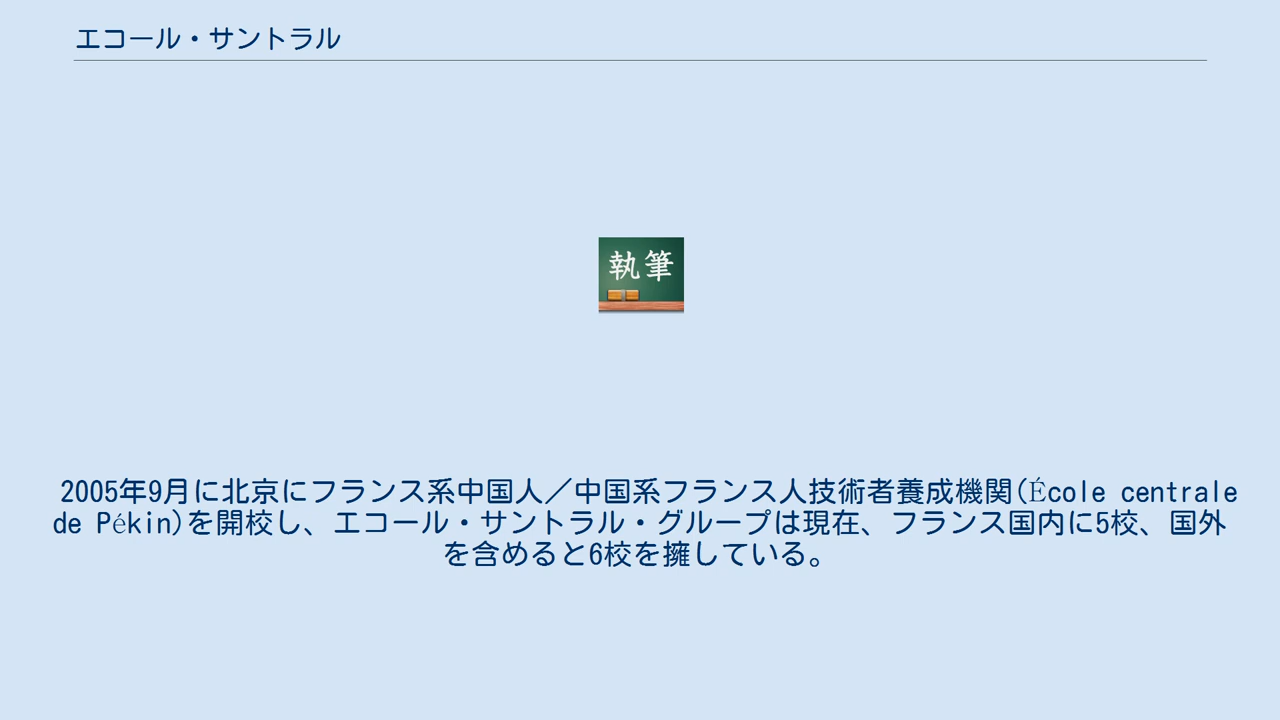 エコール・サントラル
執筆
2005年9月に北京にフランス系中国人／中国系フランス人技術者養成機関(École centrale
de Pékin)を開校し、エコール・サントラル・グループは現在、フランス国内に5校、国外
を含めると6校を擁している。